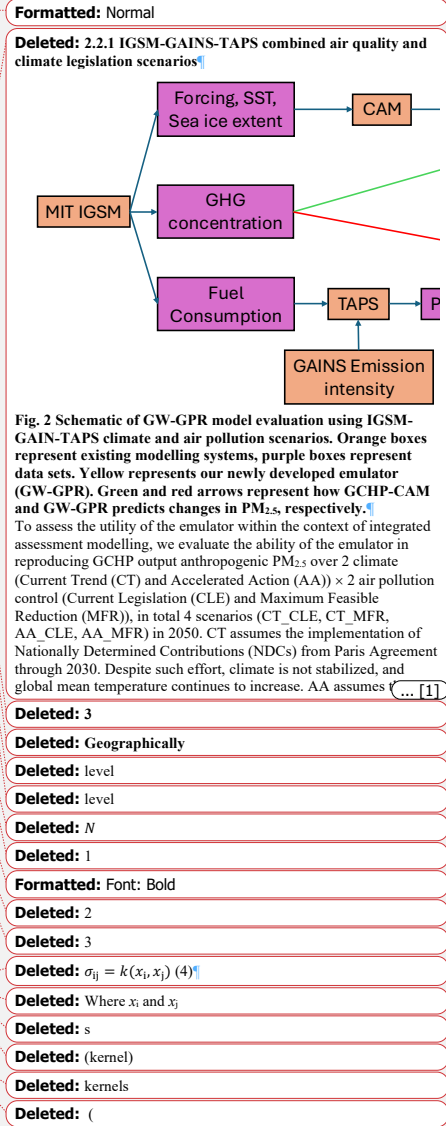 Formatted: Normal
Deleted: 2.2.1 IGSM-GAINS-TAPS combined air quality and
climate legislation scenarios¶
Forcing, SST,
Sea ice extent
CAM
MIT IGSM
GHG
concentration
Fuel
Consumption
TAPS
P
GAINS Emission
intensity
Fig. 2 Schematic of GW-GPR model evaluation using IGSM-
GAIN-TAPS climate and air pollution scenarios. Orange boxes
represent existing modelling systems, purple boxes represent
data sets. Yellow represents our newly developed emulator
(GW-GPR). Green and red arrows represent how GCHP-CAM
and GW-GPR predicts changes in PM₂.₅, respectively.¶
To assess the utility of the emulator within the context of integrated
assessment modelling, we evaluate the ability of the emulator in
reproducing GCHP output anthropogenic PM₂.₅ over 2 climate
(Current Trend (CT) and Accelerated Action (AA)) × 2 air pollution
control (Current Legislation (CLE) and Maximum Feasible
Reduction (MFR)), in total 4 scenarios (CT_CLE, CT_MFR,
AA_CLE, AA_MFR) in 2050. CT assumes the implementation of
Nationally Determined Contributions (NDCs) from Paris Agreement
through 2030. Despite such effort, climate is not stabilized, and
global mean temperature continues to increase. AA assumes ... [1]
Deleted: 3
Deleted: Geographically
Deleted: level
Deleted: level
Deleted: N
Deleted: 1
Formatted: Font: Bold
Deleted: 2
Deleted: 3
Deleted: σij = k(xi, xj) (4)¶
Deleted: Where xi and xj
Deleted: s
Deleted: (kernel)
Deleted: kernels
Deleted: (